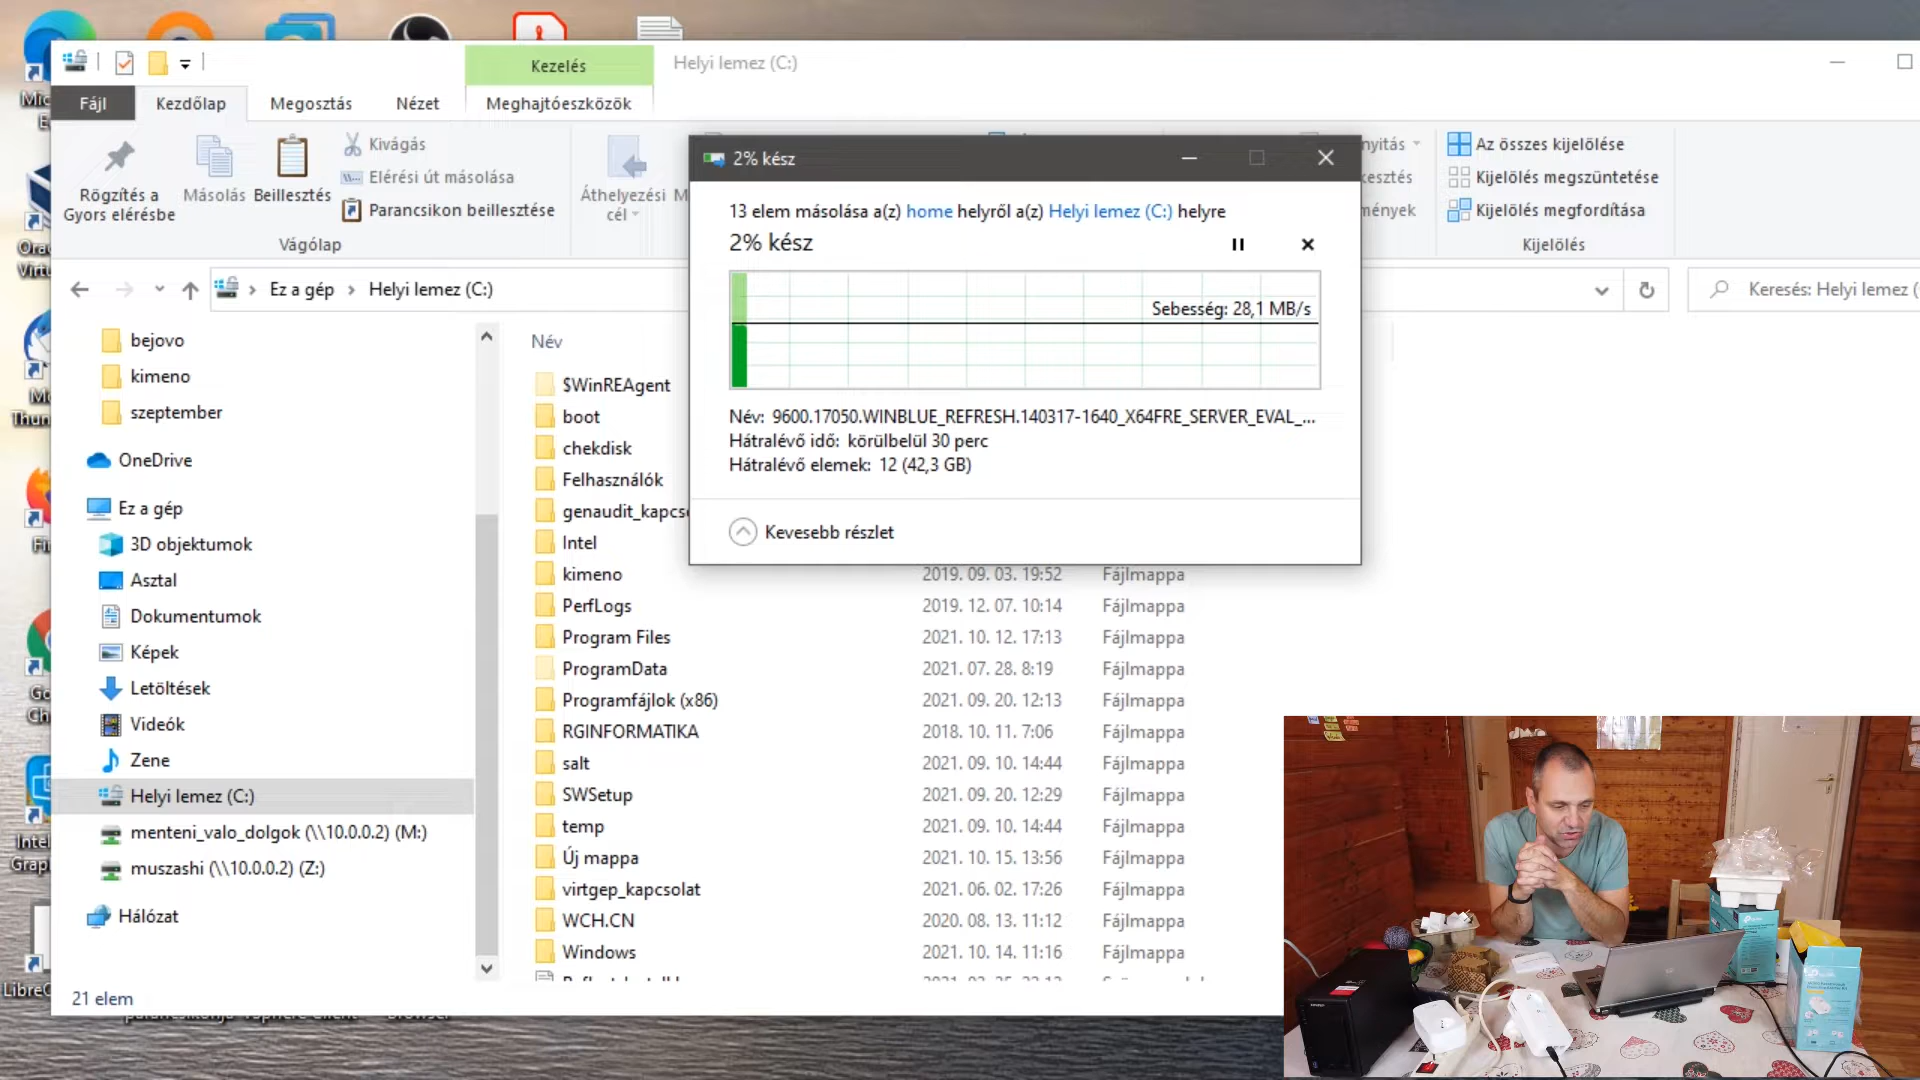 Kezelés
Helyi lemez (C:)
Fájl
Kezdőlap
Megosztás
Nézet
Meghajtóeszközök
Rögzítés a
Gyors elérésbe
Másolás
Beillesztés
Kivágás
Elérési út másolása
Parancsikon beillesztése
Vágólap
Áthelyezési
cél
Az összes kijelölése
Kijelölés megszüntetése
Kijelölés megfordítása
Kijelölés
Ez a gép
Helyi lemez (C:)
Keresés: Helyi lemez (
2% kész
13 elem másolása a(z) home helyről a(z) Helyi lemez (C:) helyre
2% kész
Sebesség: 28,1 MB/s
Név: 9600.17050.WINBLUE_REFRESH.140317-1640_X64FRE_SERVER_EVAL_...
Hátralévő idő: körülbelül 30 perc
Hátralévő elemek: 12 (42,3 GB)
Kevesebb részlet
bejovo
kimeno
szeptember
OneDrive
Ez a gép
3D objektumok
Asztal
Dokumentumok
Képek
Letöltések
Videók
Zene
Helyi lemez (C:)
menteni_valo_dolgok (\\10.0.0.2) (M:)
muszashi (\\10.0.0.2) (Z:)
Hálózat
Név
$WinREAgent
boot
chekdisk
Felhasználók
genaudit_kapcs
Intel
kimeno 2019. 09. 03. 19:52 Fájlmappa
PerfLogs 2019. 12. 07. 10:14 Fájlmappa
Program Files 2021. 10. 12. 17:13 Fájlmappa
ProgramData 2021. 07. 28. 8:19 Fájlmappa
Programfájlok (x86) 2021. 09. 20. 12:13 Fájlmappa
RGINFORMATIKA 2018. 10. 11. 7:06 Fájlmappa
salt 2021. 09. 10. 14:44 Fájlmappa
SWSetup 2021. 09. 20. 12:29 Fájlmappa
temp 2021. 09. 10. 14:44 Fájlmappa
Új mappa 2021. 10. 15. 13:56 Fájlmappa
virtgep_kapcsolat 2021. 06. 02. 17:26 Fájlmappa
WCH.CN 2020. 08. 13. 11:12 Fájlmappa
Windows 2021. 10. 14. 11:16 Fájlmappa
21 elem